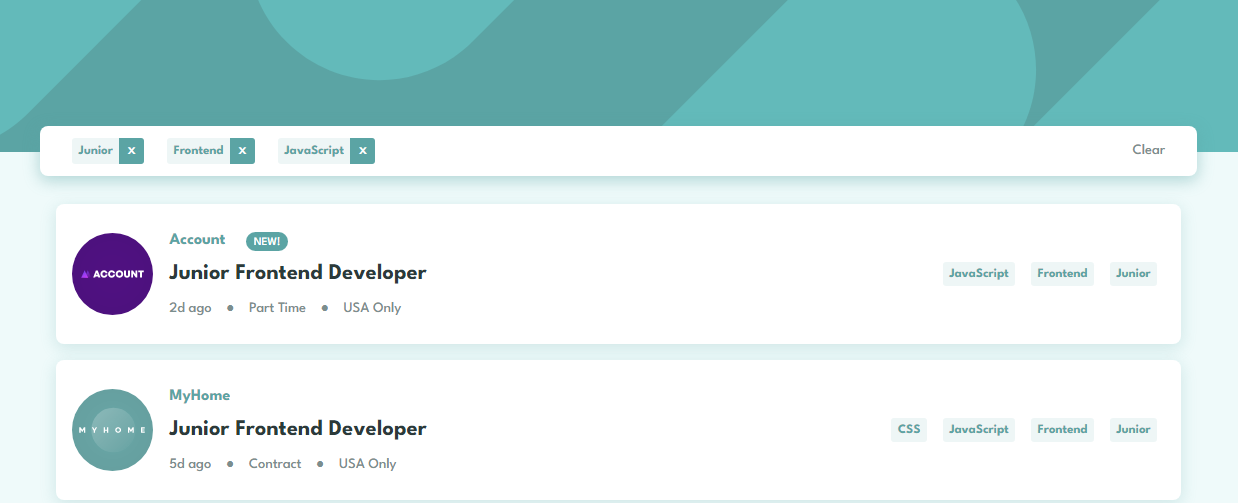 Junior x Frontend x JavaScript x Clear
Account NEW!
ACCOUNT
Junior Frontend Developer
JavaScript Frontend Junior
2d ago • Part Time • USA Only
MyHome
MYHOME
Junior Frontend Developer
CSS JavaScript Frontend Junior
5d ago • Contract • USA Only